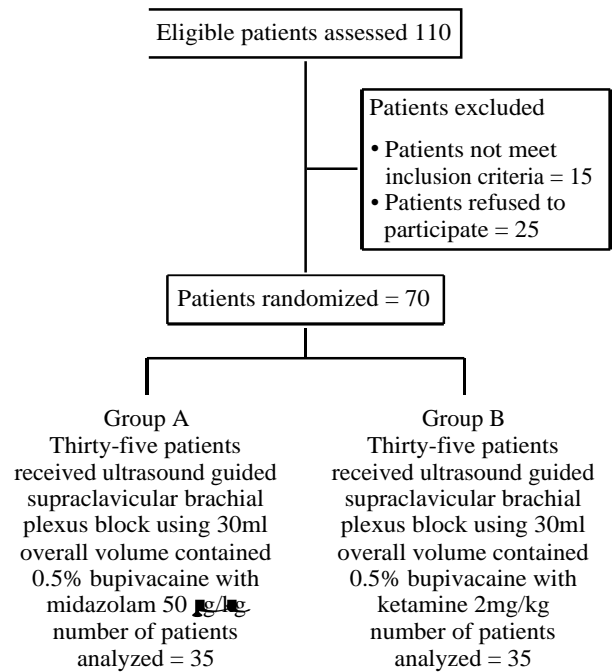 Eligible patients assessed 110
Patients excluded
• Patients not meet
inclusion criteria = 15
• Patients refused to
participate = 25
Patients randomized = 70
Group A
Thirty-five patients
received ultrasound guided
supraclavicular brachial
plexus block using 30ml
overall volume contained
0.5% bupivacaine with
midazolam 50
number of patients
analyzed = 35
Group B
Thirty-five patients
received ultrasound guided
supraclavicular brachial
plexus block using 30ml
overall volume contained
0.5% bupivacaine with
ketamine 2mg/kg
number of patients
analyzed = 35